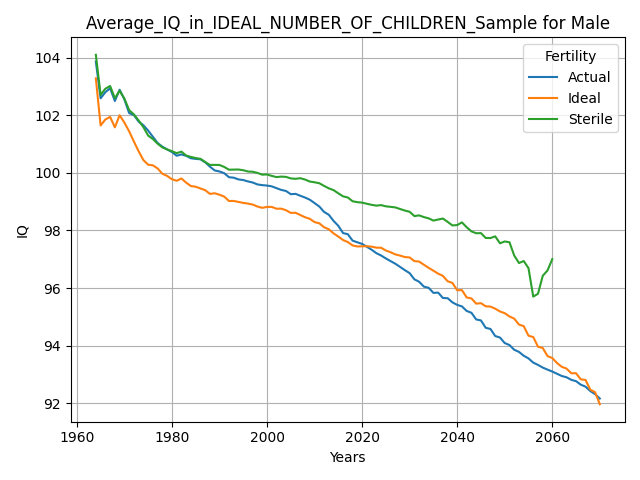 Average_IQ_in_IDEAL_NUMBER_OF_CHILDREN_Sample for Male
Fertility
Actual
Ideal
Sterile
104
102
100
98
96
94
92
IQ
1960
1980
2000
2020
2040
2060
Years